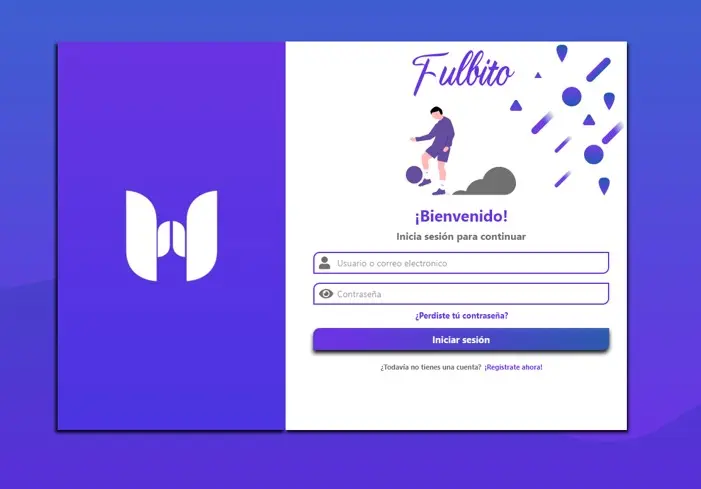 Fulbito
¡Bienvenido!
Inicia sesión para continuar
Usuario o correo electronico
Contraseña
¿Perdiste tú contraseña?
Iniciar sesión
¿Todavia no tienes una cuenta? ¡Registrate ahora!